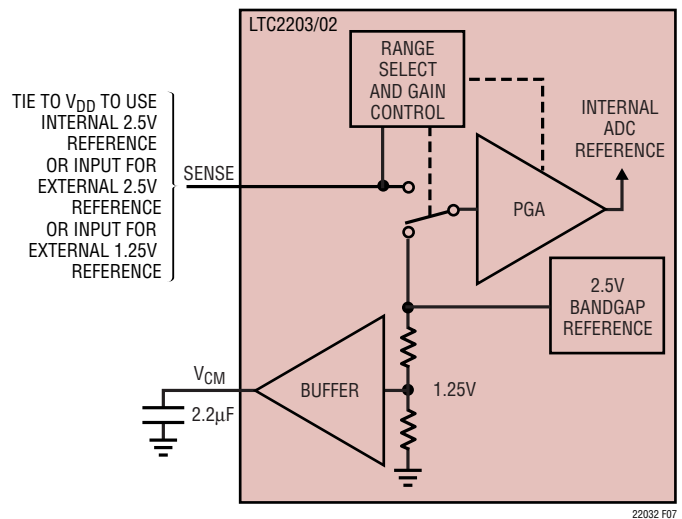 LTC2203/02
RANGE
SELECT
AND GAIN
CONTROL
TIE TO VDD TO USE
INTERNAL 2.5V
REFERENCE
OR INPUT FOR
EXTERNAL 2.5V
REFERENCE
OR INPUT FOR
EXTERNAL 1.25V
REFERENCE
SENSE
INTERNAL
ADC
REFERENCE
PGA
2.5V
BANDGAP
REFERENCE
VCM
BUFFER
1.25V
2.2μF
22032 F07